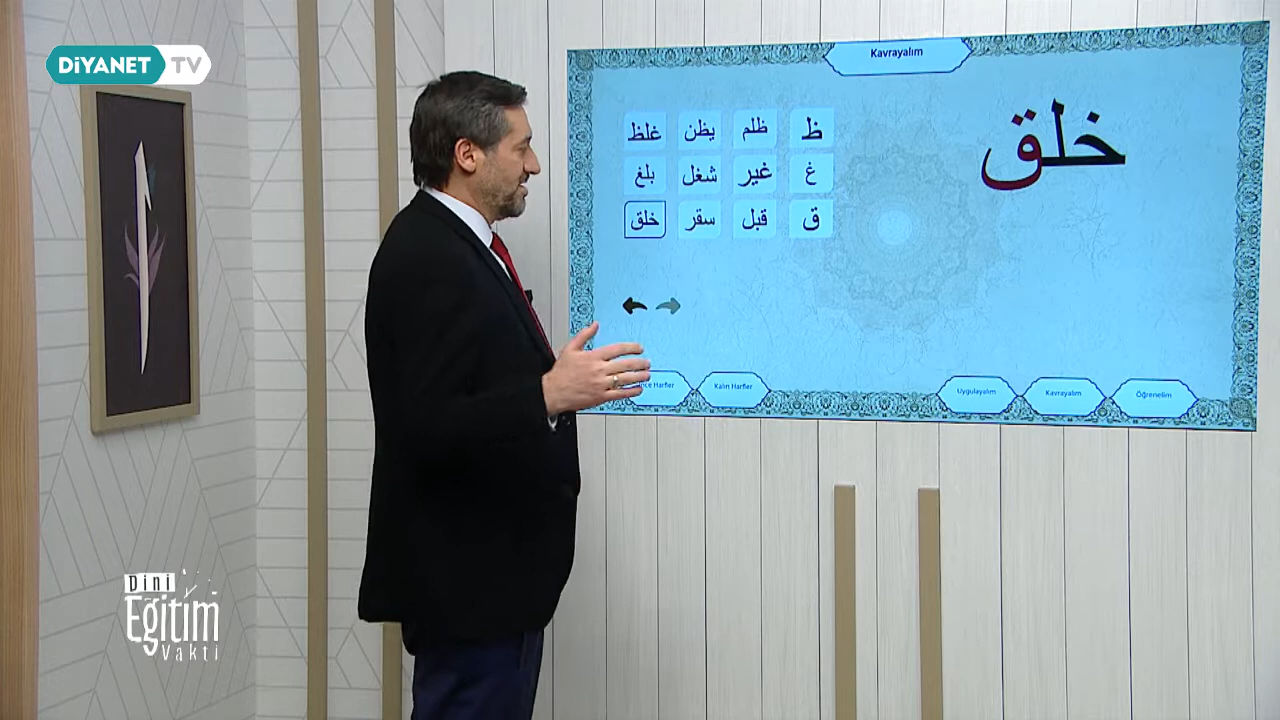 DİYANET TV
Kavrayalım
ظ ظلم يظن غلظ
غ غير شغل بلغ
ق قبل سقر خلق
خلق
Harfler
Kalın Harfler
Uygulayalım
Kavrayalım
Öğrenelim
Dini
Eğitim
Vakti